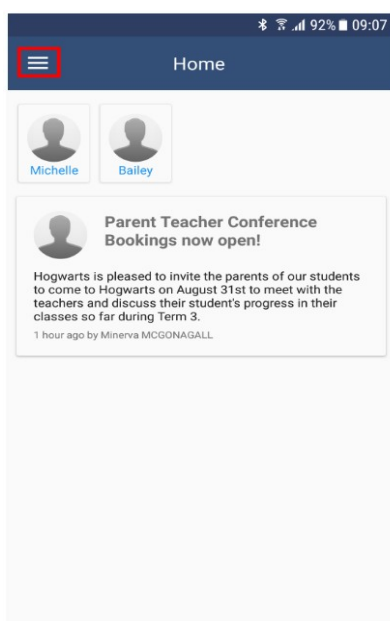 92% 09:07
Home
Michelle Bailey
Parent Teacher Conference
Bookings now open!
Hogwarts is pleased to invite the parents of our students
to come to Hogwarts on August 31st to meet with the
teachers and discuss their student's progress in their
classes so far during Term 3.
1 hour ago by Minerva MCGONAGALL